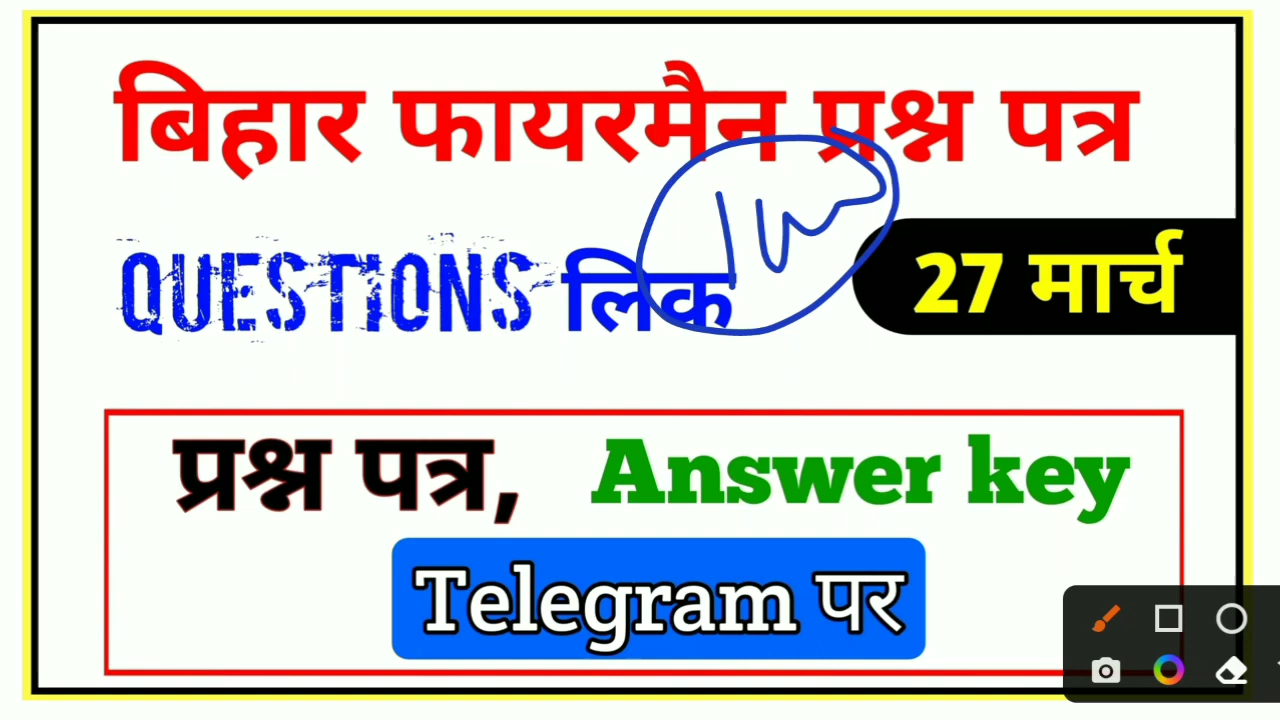 बिहार फायरमैन प्रश्न पत्र
QUESTIONS लिक
27 मार्च
प्रश्न पत्र, Answer key
Telegram पर